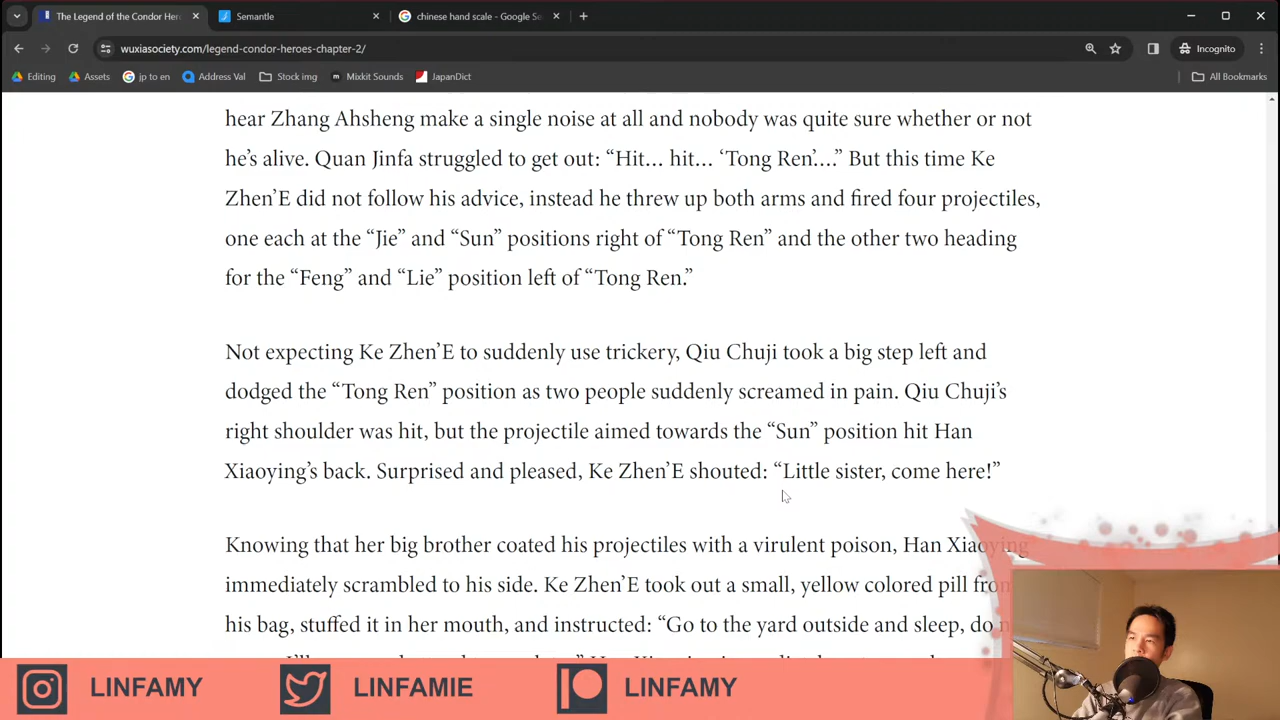 The Legend of the Condor Her
Semantle
chinese hand scale - Google Se
wuxiasociety.com/legend-condor-heroes-chapter-2/
Incognito
Editing
Assets
jp to en
Address Val
Stock img
Mixkit Sounds
JapanDict
All Bookmarks
hear Zhang Ahsheng make a single noise at all and nobody was quite sure whether or not
he’s alive. Quan Jinfa struggled to get out: “Hit… hit… ‘Tong Ren’….” But this time Ke
Zhen’E did not follow his advice, instead he threw up both arms and fired four projectiles,
one each at the “Jie” and “Sun” positions right of “Tong Ren” and the other two heading
for the “Feng” and “Lie” position left of “Tong Ren.”
Not expecting Ke Zhen’E to suddenly use trickery, Qiu Chuji took a big step left and
dodged the “Tong Ren” position as two people suddenly screamed in pain. Qiu Chuji’s
right shoulder was hit, but the projectile aimed towards the “Sun” position hit Han
Xiaoying’s back. Surprised and pleased, Ke Zhen’E shouted: “Little sister, come here!”
Knowing that her big brother coated his projectiles with a virulent poison, Han Xiaoying
immediately scrambled to his side. Ke Zhen’E took out a small, yellow colored pill from
his bag, stuffed it in her mouth, and instructed: “Go to the yard outside and sleep, do
LINFAMY
LINFAMIE
LINFAMY